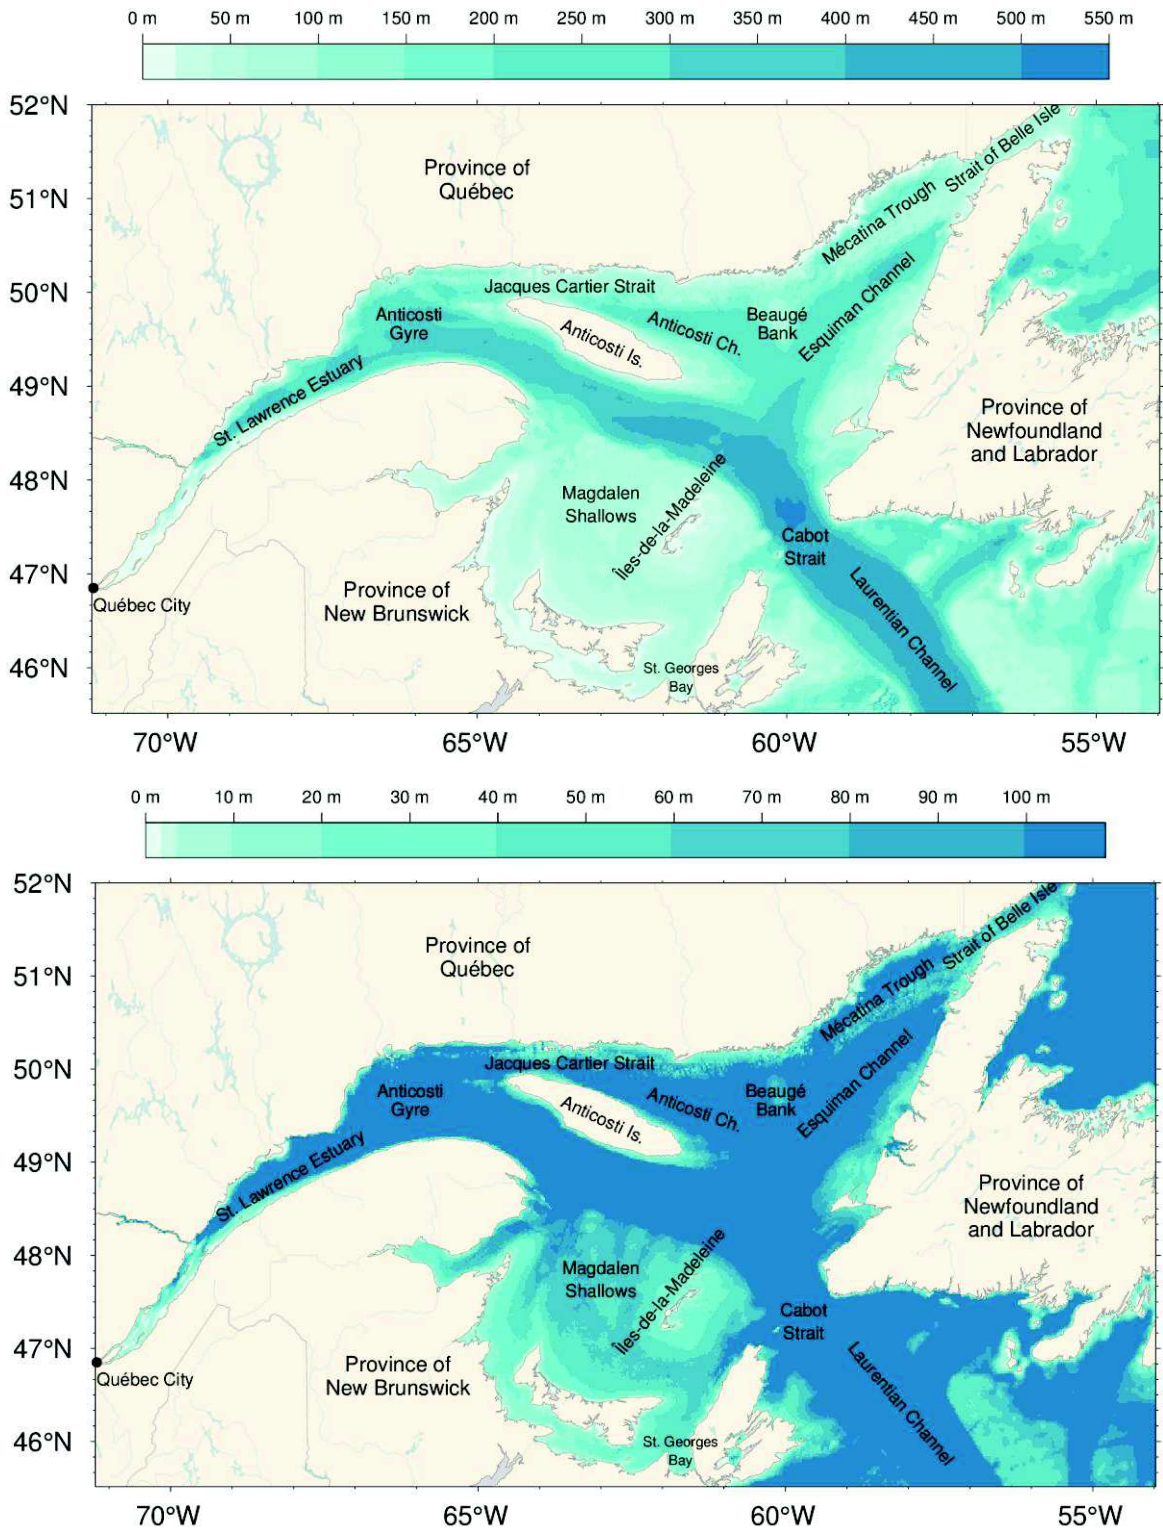 0 m 50 m 100 m 150 m 200 m 250 m 300 m 350 m 400 m 450 m 500 m 550 m
52°N
51°N
50°N
49°N
48°N
47°N
46°N
Province of
Québec
Strait of Belle Isle
Mécatina Trough
Jacques Cartier Strait
Anticosti
Gyre
Anticosti Is.
Anticosti Ch.
Beaugé
Bank
Esquiman Channel
St. Lawrence Estuary
Province of
Newfoundland
and Labrador
Magdalen
Shallows
Îles-de-la-Madeleine
Cabot
Strait
Laurentian Channel
Québec City
Province of
New Brunswick
St. Georges
Bay
70°W 65°W 60°W 55°W
0 m 10 m 20 m 30 m 40 m 50 m 60 m 70 m 80 m 90 m 100 m
52°N
51°N
50°N
49°N
48°N
47°N
46°N
Province of
Québec
Strait of Belle Isle
Mécatina Trough
Jacques Cartier Strait
Anticosti
Gyre
Anticosti Is.
Anticosti Ch.
Beaugé
Bank
Esquiman Channel
St. Lawrence Estuary
Province of
Newfoundland
and Labrador
Magdalen
Shallows
Îles-de-la-Madeleine
Cabot
Strait
Laurentian Channel
Québec City
Province of
New Brunswick
St. Georges
Bay
70°W 65°W 60°W 55°W